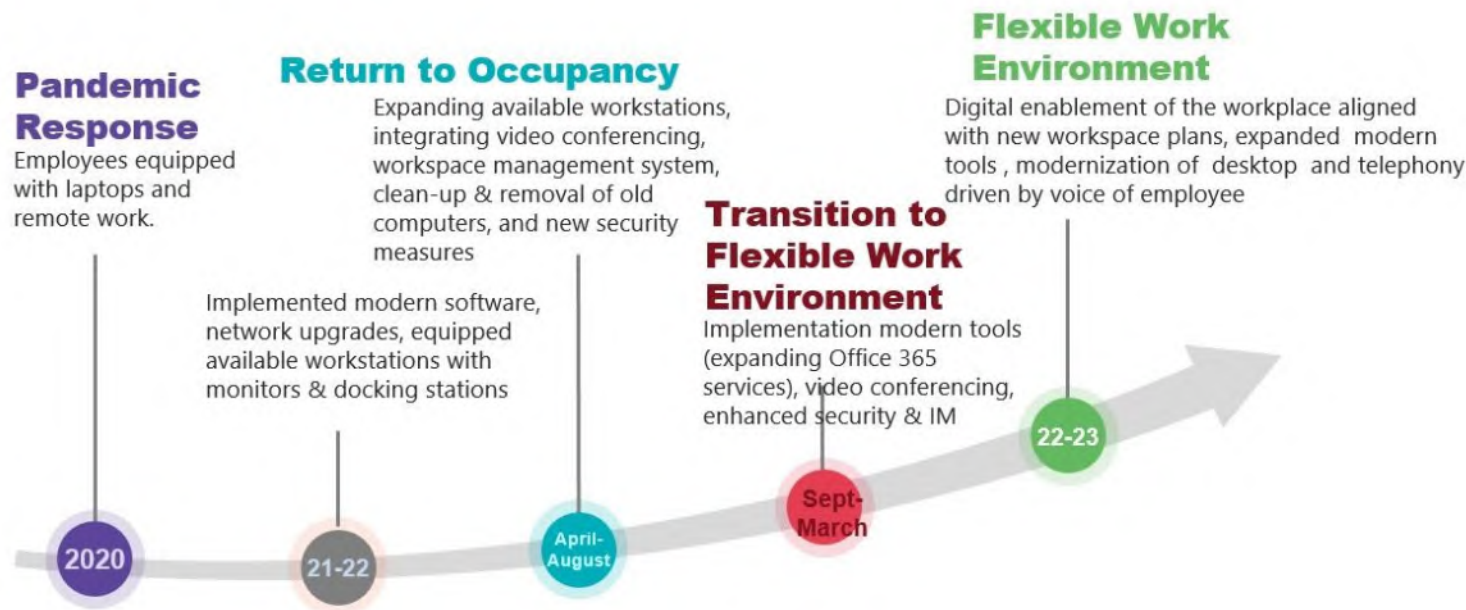 Pandemic
Response
Employees equipped
with laptops and
remote work.
2020
Implemented modern software,
network upgrades, equipped
available workstations with
monitors & docking stations
21-22
Return to Occupancy
Expanding available workstations,
integrating video conferencing,
workspace management system,
clean-up & removal of old
computers, and new security
measures
April-
August
Transition to
Flexible Work
Environment
Implementation modern tools
(expanding Office 365
services), video conferencing,
enhanced security & IM
Sept-
March
Flexible Work
Environment
Digital enablement of the workplace aligned
with new workspace plans, expanded modern
tools , modernization of desktop and telephony
driven by voice of employee
22-23